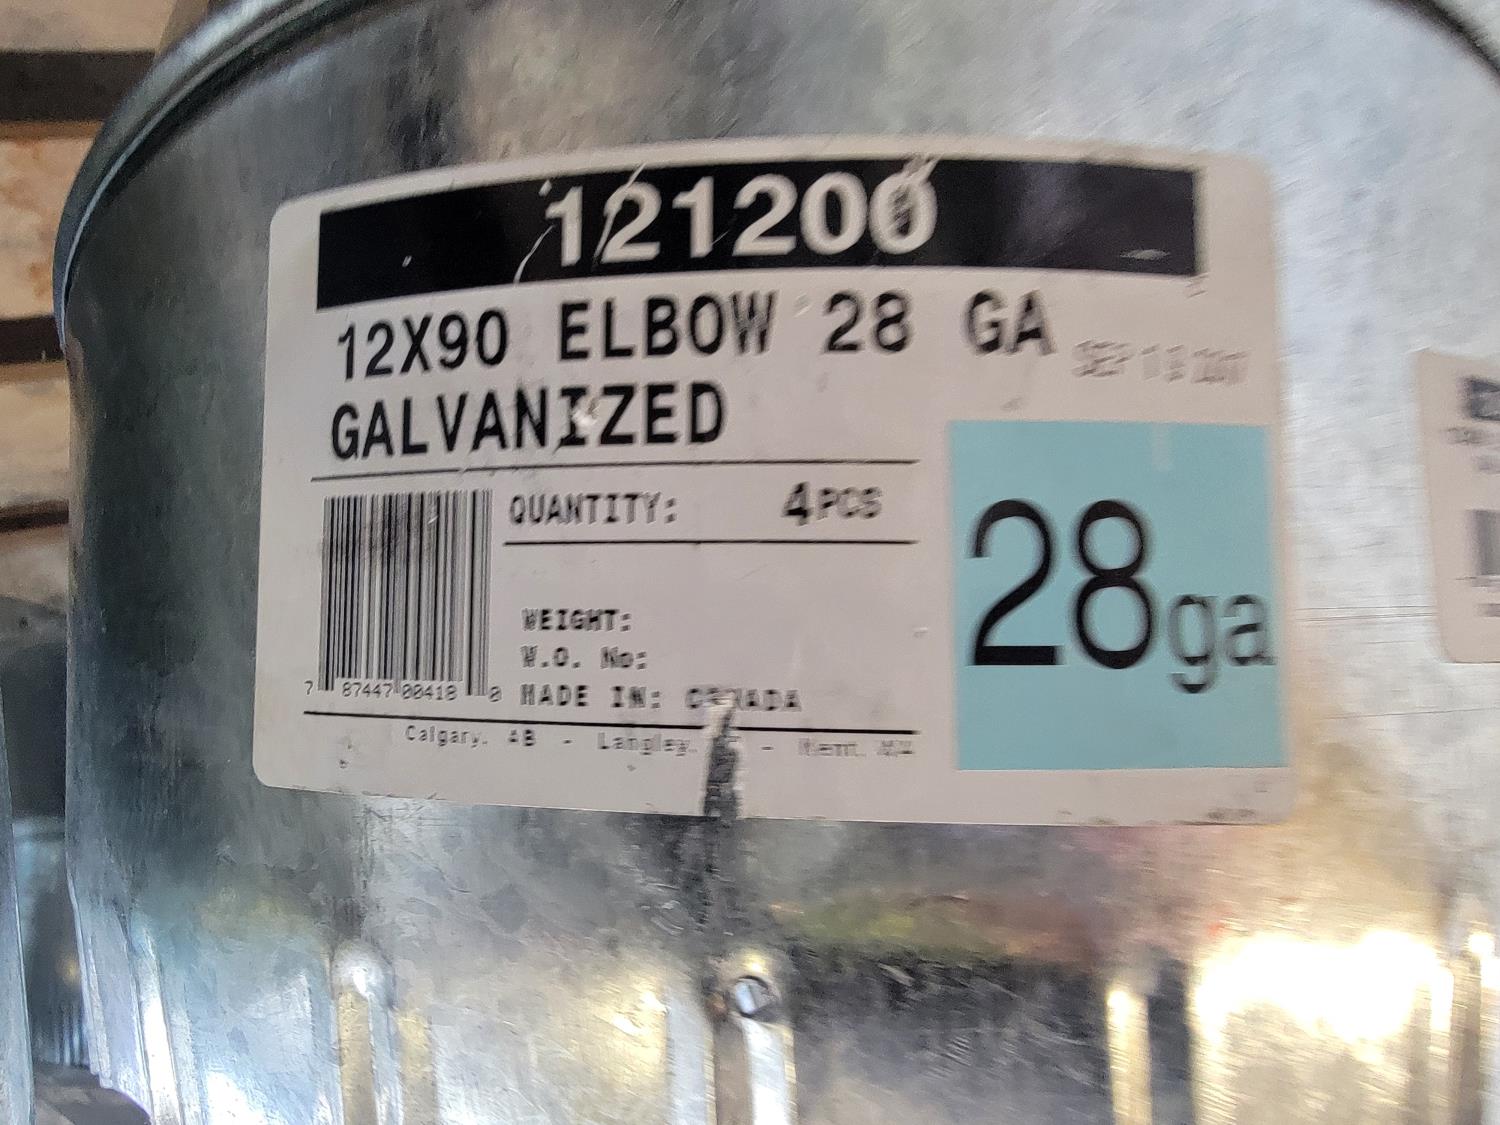 121200
12X90 ELBOW 28 GA
GALVANIZED
QUANTITY: 4PCS
28ga
WEIGHT:
W.O. No:
7 87447 00418 0
MADE IN: CANADA
Calgary, AB - Langley, - Kent,